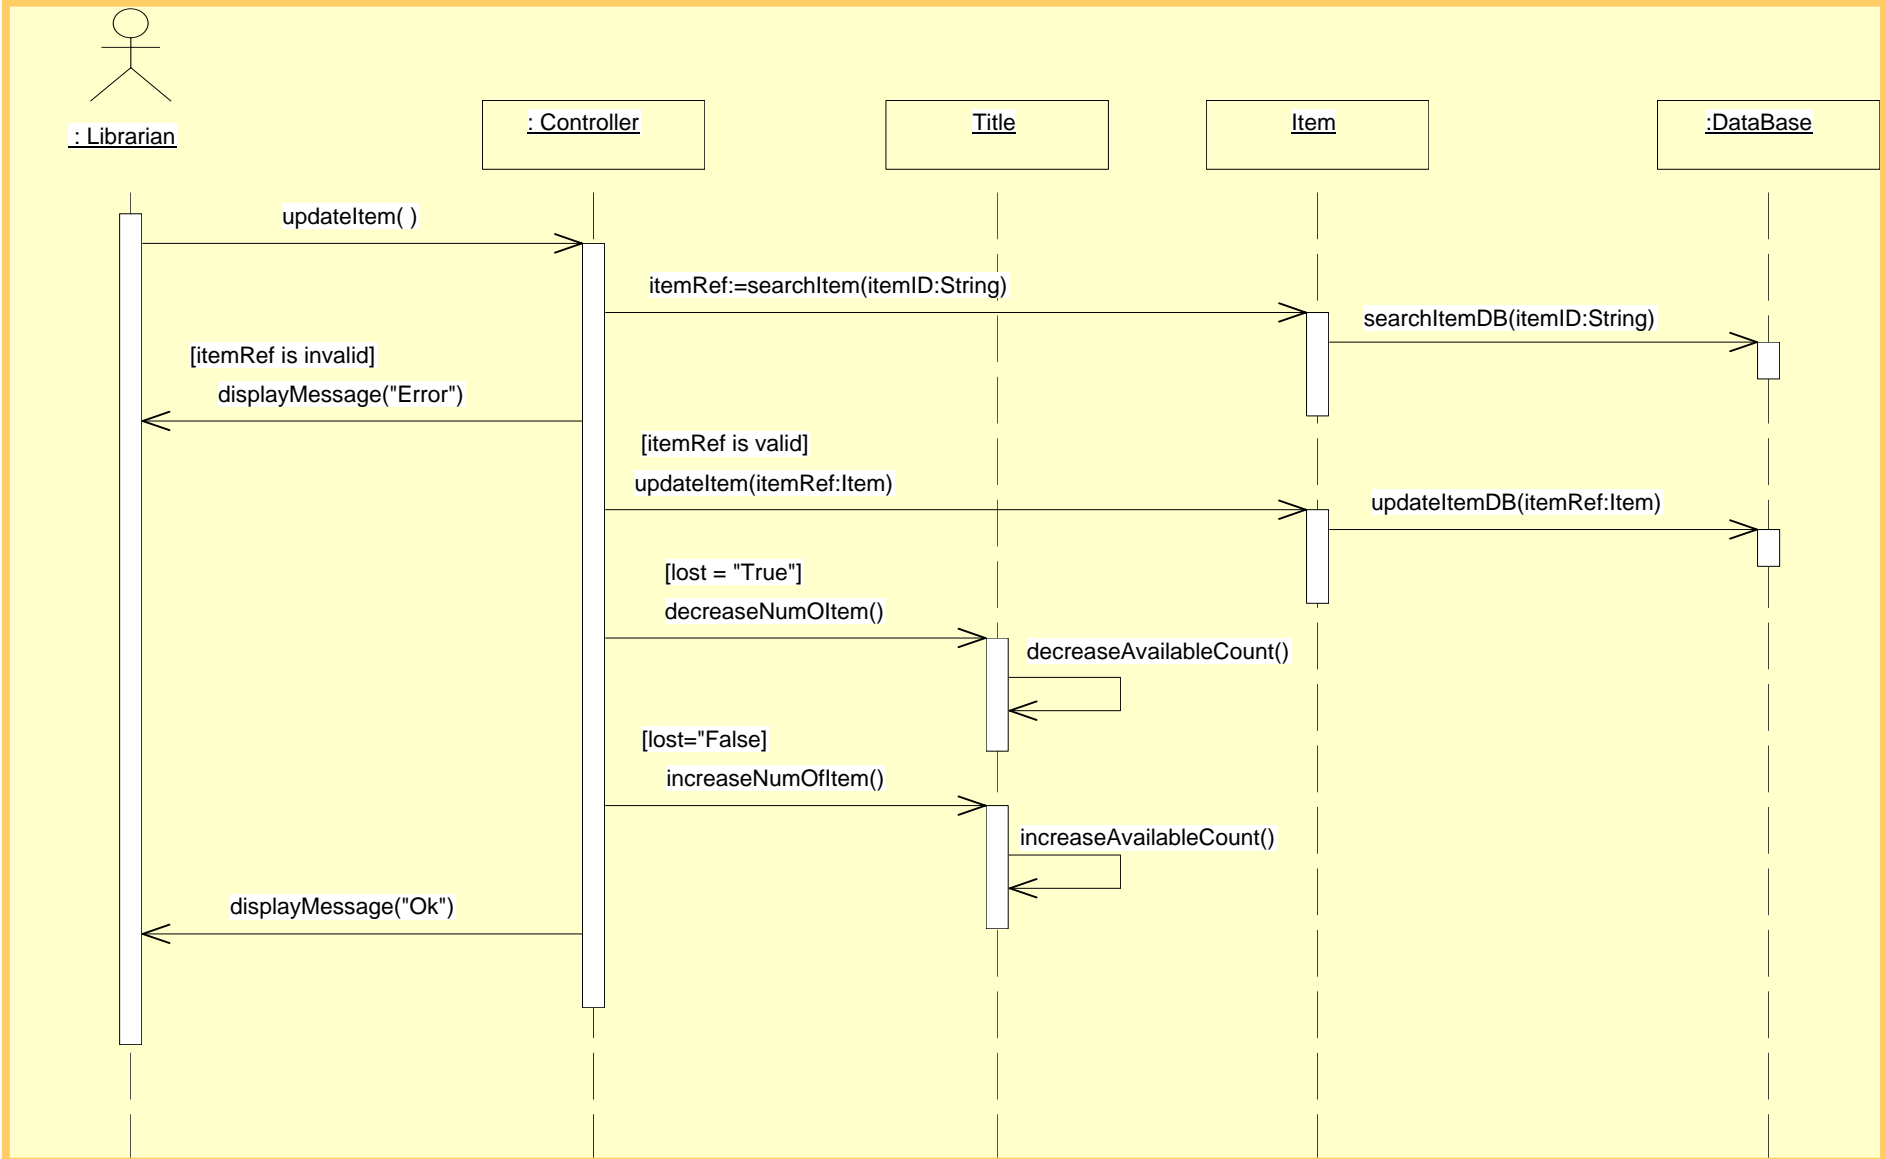 : Librarian
: Controller
Title
Item
:DataBase
updateItem( )
itemRef:=searchItem(itemID:String)
searchItemDB(itemID:String)
[itemRef is invalid]
displayMessage("Error")
[itemRef is valid]
updateItem(itemRef:Item)
updateItemDB(itemRef:Item)
[lost = "True"]
decreaseNumOItem()
decreaseAvailableCount()
[lost="False]
increaseNumOfItem()
increaseAvailableCount()
displayMessage("Ok")